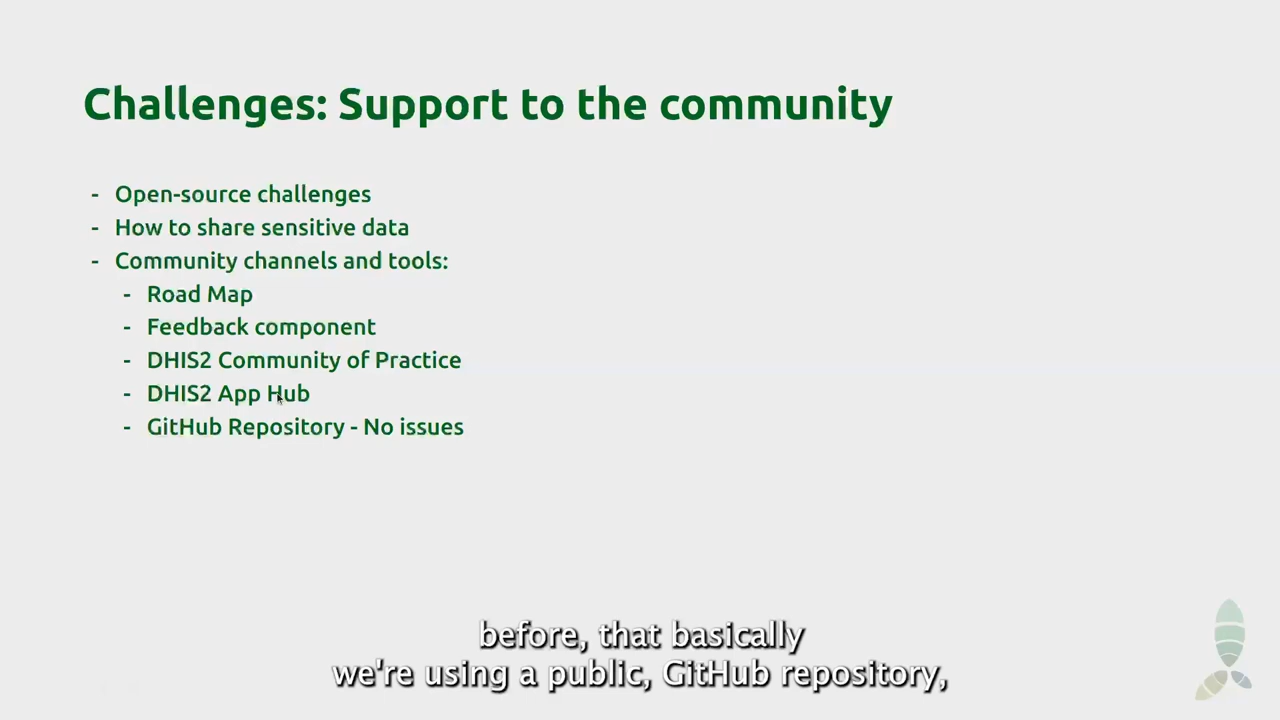 Challenges: Support to the community
- Open-source challenges
- How to share sensitive data
- Community channels and tools:
- Road Map
- Feedback component
- DHIS2 Community of Practice
- DHIS2 App Hub
- GitHub Repository - No issues
before, that basically
we're using a public, GitHub repository,